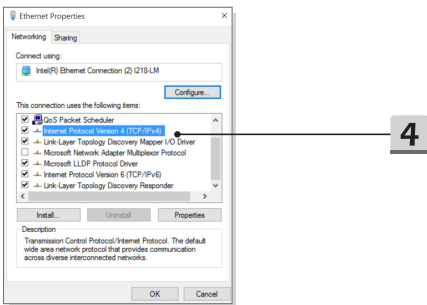 Ethernet Properties
Networking Sharing
Connect using:
Intel(R) Ethernet Connection (2) I218-LM
Configure...
This connection uses the following items:
QoS Packet Scheduler
Internet Protocol Version 4 (TCP/IPv4)
Link-Layer Topology Discovery Mapper I/O Driver
Microsoft Network Adapter Multiplexor Protocol
Microsoft LLDP Protocol Driver
Internet Protocol Version 6 (TCP/IPv6)
Link-Layer Topology Discovery Responder
Install... Uninstall Properties
Description
Transmission Control Protocol/Internet Protocol. The default
wide area network protocol that provides communication
across diverse interconnected networks.
OK Cancel
4